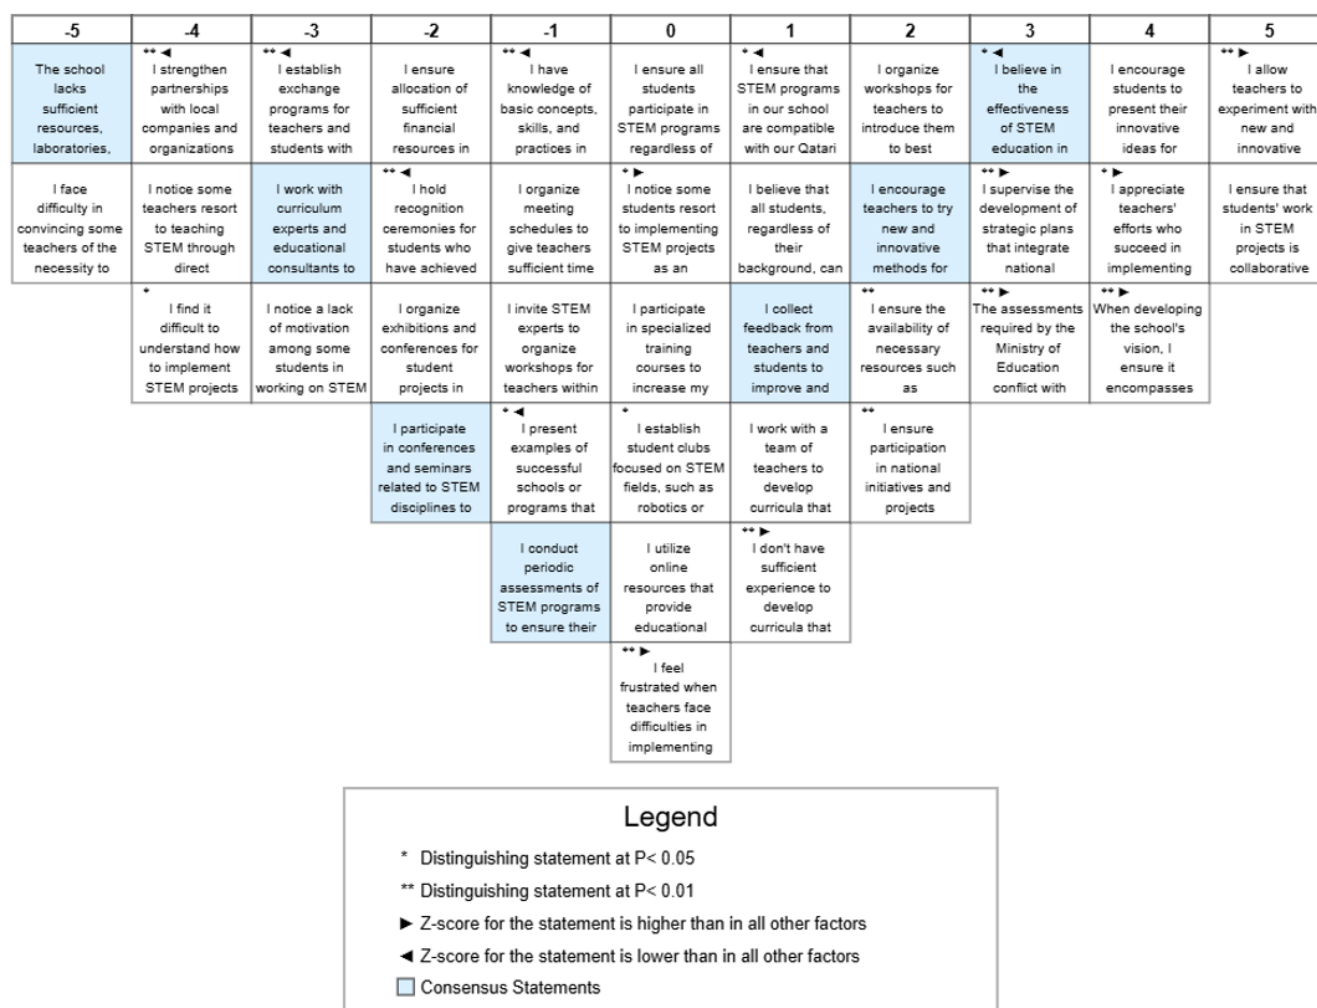 -5 -4 -3 -2 -1 0 1 2 3 4 5
The school
lacks
sufficient
resources,
laboratories,
** ◄
I strengthen
partnerships
with local
companies and
organizations
** ◄
I establish
exchange
programs for
teachers and
students with
I ensure
allocation of
sufficient
financial
resources in
** ◄
I have
knowledge of
basic concepts,
skills, and
practices in
I ensure all
students
participate in
STEM programs
regardless of
* ◄
I ensure that
STEM programs
in our school
are compatible
with our Qatari
I organize
workshops for
teachers to
introduce them
to best
* ◄
I believe in
the
effectiveness
of STEM
education in
I encourage
students to
present their
innovative
ideas for
** ►
I allow
teachers to
experiment with
new and
innovative
I face
difficulty in
convincing some
teachers of the
necessity to
I notice some
teachers resort
to teaching
STEM through
direct
I work with
curriculum
experts and
educational
consultants to
** ◄
I hold
recognition
ceremonies for
students who
have achieved
I organize
meeting
schedules to
give teachers
sufficient time
* ►
I notice some
students resort
to implementing
STEM projects
as an
I believe that
all students,
regardless of
their
background, can
I encourage
teachers to try
new and
innovative
methods for
** ►
I supervise the
development of
strategic plans
that integrate
national
* ►
I appreciate
teachers'
efforts who
succeed in
implementing
I ensure that
students' work
in STEM
projects is
collaborative
*
I find it
difficult to
understand how
to implement
STEM projects
I notice a lack
of motivation
among some
students in
working on STEM
I organize
exhibitions and
conferences for
student
projects in
I invite STEM
experts to
organize
workshops for
teachers within
I participate
in specialized
training
courses to
increase my
I collect
feedback from
teachers and
students to
improve and
**
I ensure the
availability of
necessary
resources such
as
** ►
The assessments
required by the
Ministry of
Education
conflict with
** ►
When developing
the school's
vision, I
ensure it
encompasses
I participate
in conferences
and seminars
related to STEM
disciplines to
* ◄
I present
examples of
successful
schools or
programs that
*
I establish
student clubs
focused on STEM
fields, such as
robotics or
I work with a
team of
teachers to
develop
curricula that
**
I ensure
participation
in national
initiatives and
projects
I conduct
periodic
assessments of
STEM programs
to ensure their
I utilize
online
resources that
provide
educational
** ►
I don't have
sufficient
experience to
develop
curricula that
** ►
I feel
frustrated when
teachers face
difficulties in
implementing
Legend
* Distinguishing statement at P< 0.05
** Distinguishing statement at P< 0.01
► Z-score for the statement is higher than in all other factors
◄ Z-score for the statement is lower than in all other factors
Consensus Statements